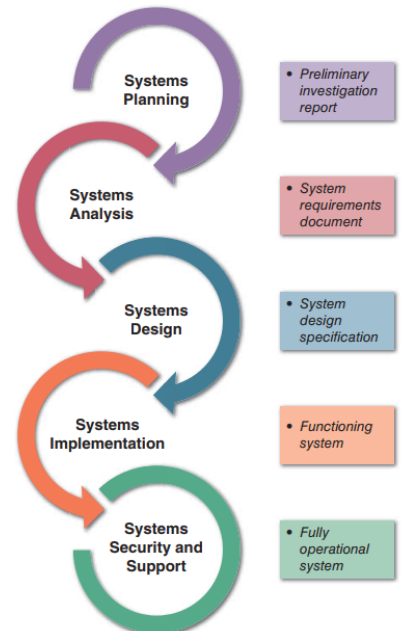 Systems
Planning
• Preliminary
investigation
report
Systems
Analysis
• System
requirements
document
Systems
Design
• System
design
specification
Systems
Implementation
• Functioning
system
Systems
Security and
Support
• Fully
operational
system